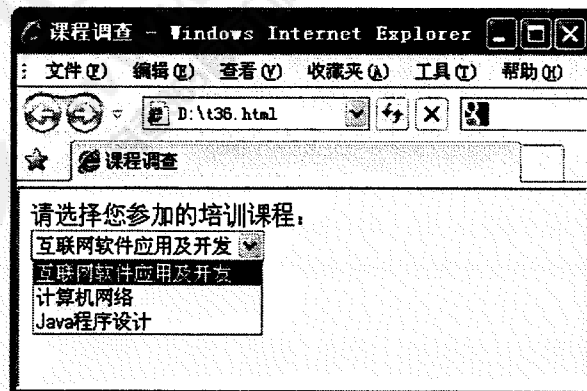 课程调查 - Windows Internet Explorer
文件(F) 编辑(E) 查看(V) 收藏夹(A) 工具(T) 帮助(H)
D:\t36.html
课程调查
请选择您参加的培训课程：
互联网软件应用及开发
互联网软件应用及开发
计算机网络
Java程序设计